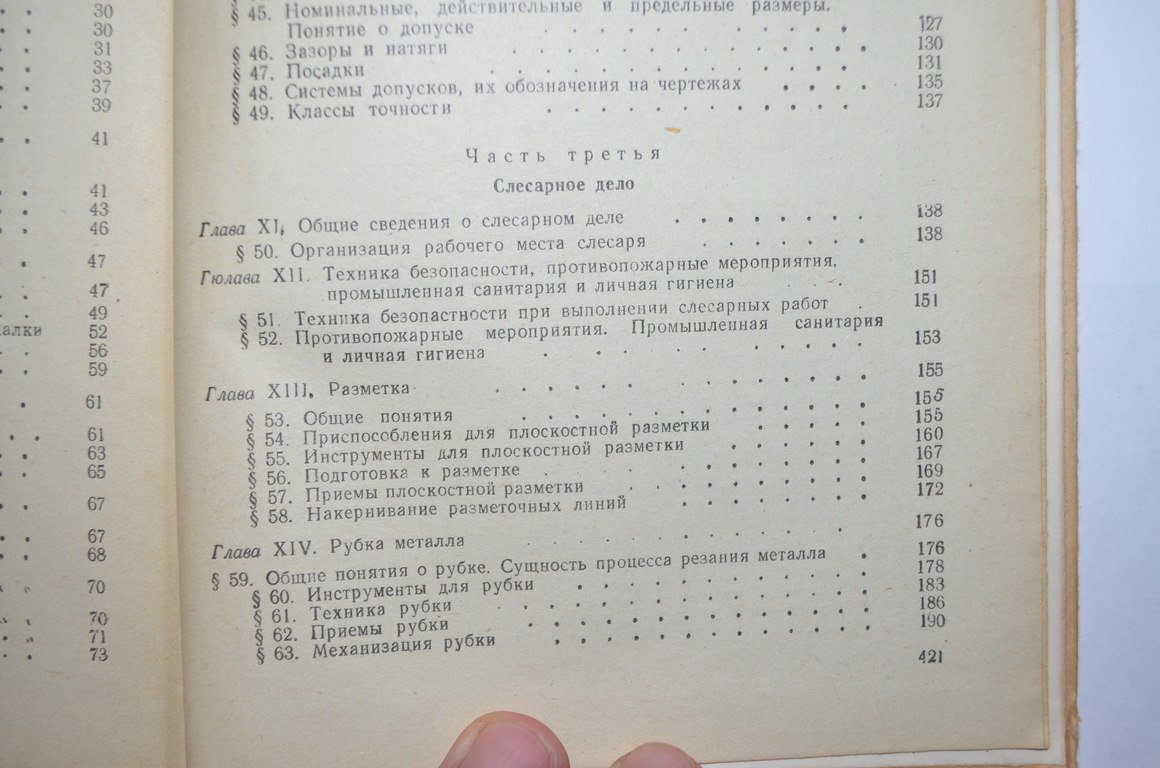 30
30
31
33
37
39
41
41
43
46
47
47
49
алки 52
56
59
61
61
63
65
67
67
68
70
70
71
73
§ 45. Номинальные, действительные и предельные размеры.
Понятие о допуске . . . . . . 127
§ 46. Зазоры и натяги . . . . . . 130
§ 47. Посадки . . . . . . 131
§ 48. Системы допусков, их обозначения на чертежах . . . . 135
§ 49. Классы точности . . . . . . 137
Часть третья
Слесарное дело
Глава XI, Общие сведения о слесарном деле . . . . . . 138
§ 50. Организация рабочего места слесаря . . . . . . 138
Гюлава XII. Техника безопасности, противопожарные мероприятия,
промышленная санитария и личная гигиена . . . . 151
§ 51. Техника безопастности при выполнении слесарных работ . 151
§ 52. Противопожарные мероприятия. Промышленная санитария
и личная гигиена . . . . . . 153
Глава XIII, Разметка . . . . . . 155
§ 53. Общие понятия . . . . . . 155
§ 54. Приспособления для плоскостной разметки . . . . . 155
§ 55. Инструменты для плоскостной разметки . . . . . 160
§ 56. Подготовка к разметке . . . . . . 167
§ 57. Приемы плоскостной разметки . . . . . . 169
§ 58. Накернивание разметочных линий . . . . . . 172
Глава XIV. Рубка металла . . . . . . 176
§ 59. Общие понятия о рубке. Сущность процесса резания металла . 176
§ 60. Инструменты для рубки . . . . . . 178
§ 61. Техника рубки . . . . . . 183
§ 62. Приемы рубки . . . . . . 186
§ 63. Механизация рубки . . . . . . 190
421